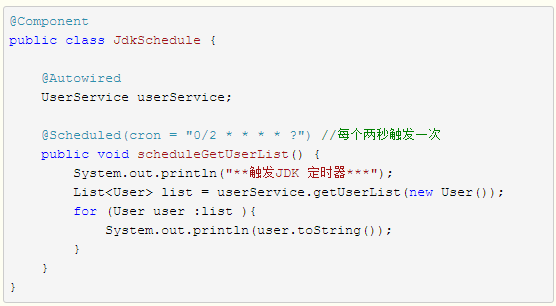 @Component
public class JdkSchedule {
@Autowired
UserService userService;
@Scheduled(cron = "0/2 * * * * ?") //每个两秒触发一次
public void scheduleGetUserList() {
System.out.println("**触发JDK 定时器***");
List<User> list = userService.getUserList(new User());
for (User user :list ){
System.out.println(user.toString());
}
}
}